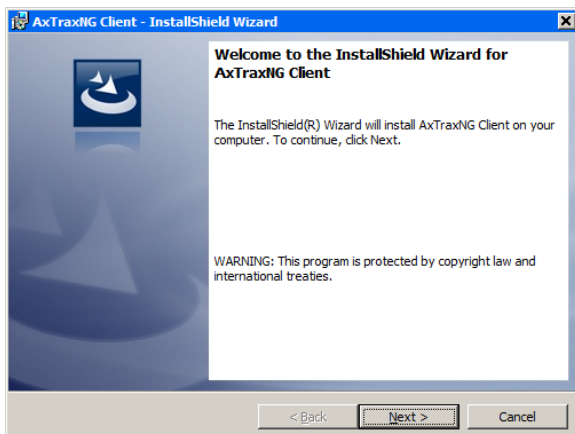 AxTraxNG Client - InstallShield Wizard
Welcome to the InstallShield Wizard for
AxTraxNG Client
The InstallShield(R) Wizard will install AxTraxNG Client on your
computer. To continue, click Next.
WARNING: This program is protected by copyright law and
international treaties.
< Back
Next >
Cancel